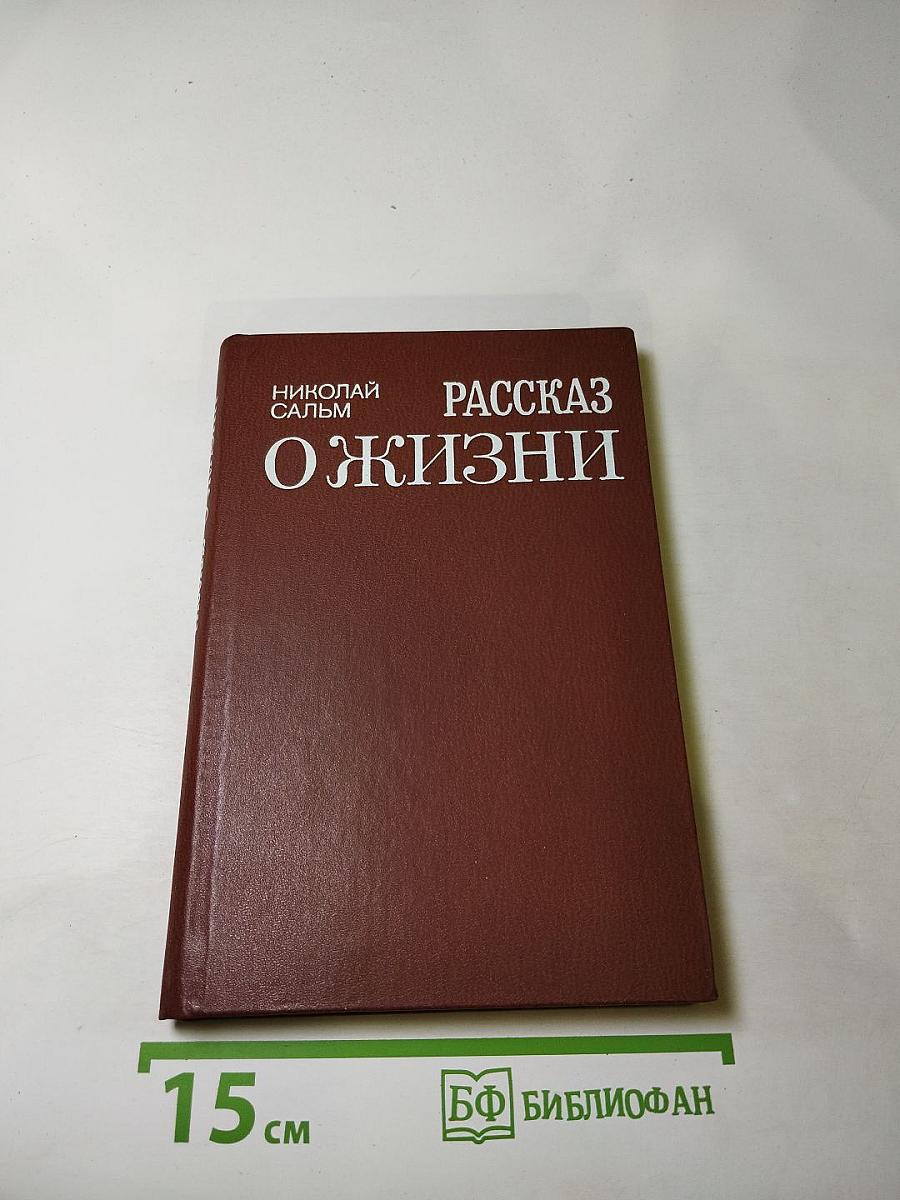 НИКОЛАЙ
САЛЬМ
РАССКАЗ
О ЖИЗНИ
15 см
БФ БИБЛИОФАН